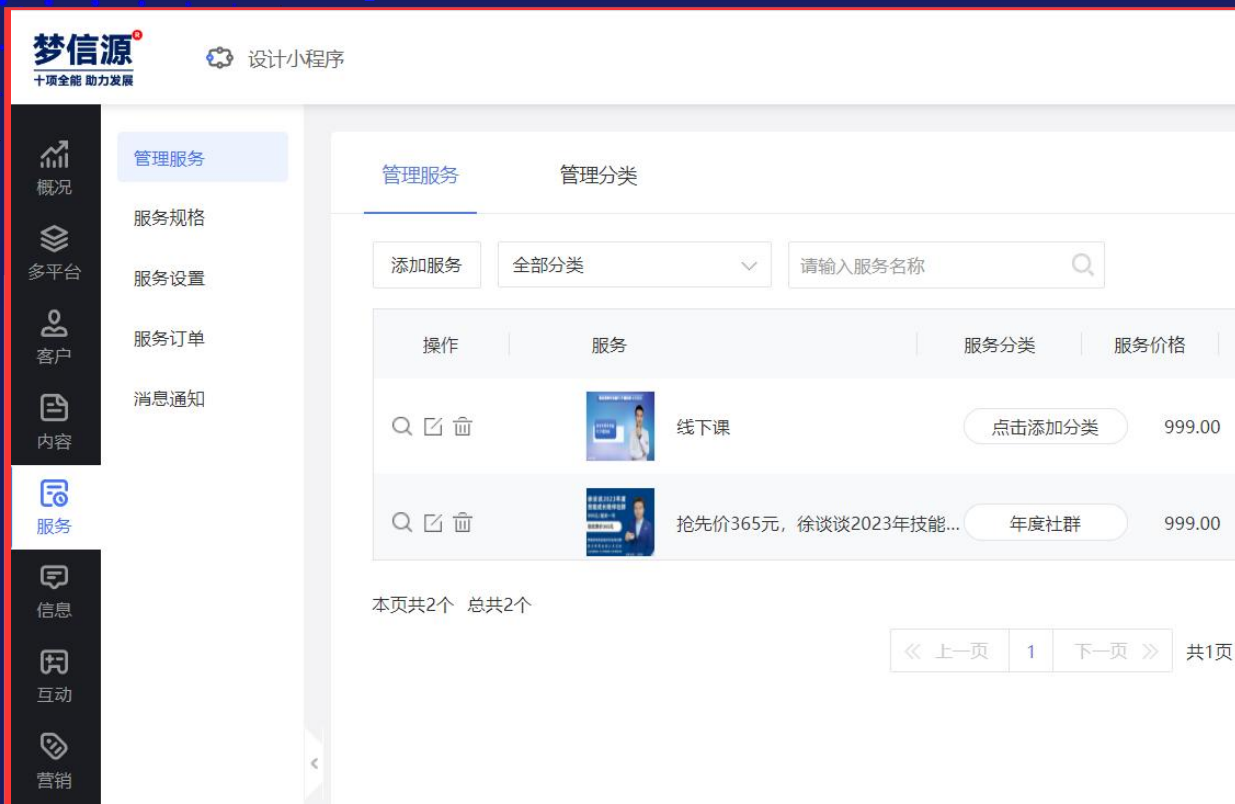 梦信源®
十项全能 助力发展
设计小程序
概况
多平台
客户
内容
服务
信息
互动
营销
管理服务
服务规格
服务设置
服务订单
消息通知
管理服务 管理分类
添加服务 全部分类 请输入服务名称
操作 服务 服务分类 服务价格
线下课 点击添加分类 999.00
抢先价365元，徐谈谈2023年技能... 年度社群 999.00
本页共2个 总共2个
上一页 1 下一页 共1页